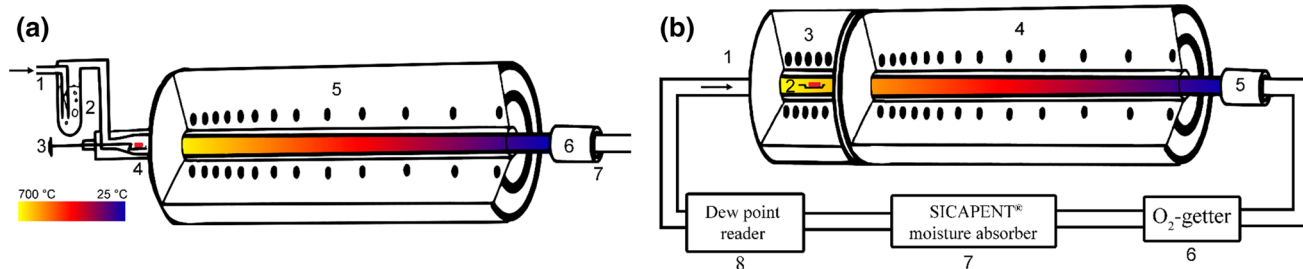 (a)
1
2
3
4
5
6
7
700 °C
25 °C
(b)
1
2
3
4
5
Dew point
reader
8
SICAPENT®
moisture absorber
7
O₂-getter
6